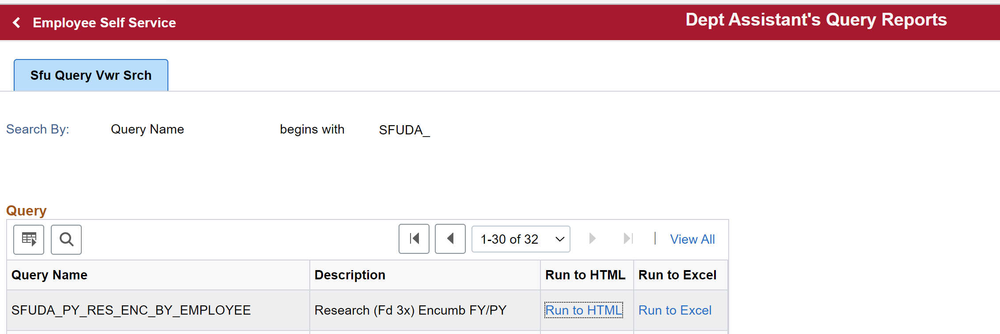 Employee Self Service
Dept Assistant's Query Reports
Sfu Query Vwr Srch
Search By: Query Name begins with SFUDA_
Query
1-30 of 32 | View All
Query Name Description Run to HTML Run to Excel
SFUDA_PY_RES_ENC_BY_EMPLOYEE Research (Fd 3x) Encumb FY/PY Run to HTML Run to Excel